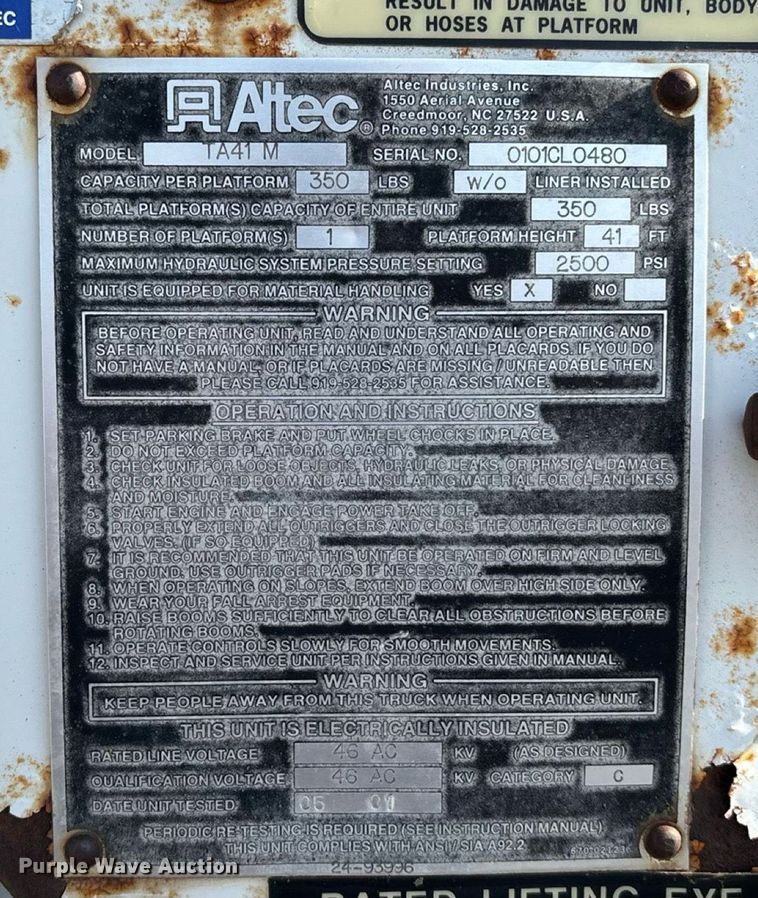 EC
RESULT IN DAMAGE TO UNIT, BODY
OR HOSES AT PLATFORM
Altec®
Altec Industries, Inc.
1550 Aerial Avenue
Creedmoor, NC 27522 U.S.A.
Phone 919-528-2535
MODEL TA41 M SERIAL NO. 0101CL0480
CAPACITY PER PLATFORM 350 LBS W/O LINER INSTALLED
TOTAL PLATFORM(S) CAPACITY OF ENTIRE UNIT 350 LBS
NUMBER OF PLATFORM(S) 1 PLATFORM HEIGHT 41 FT
MAXIMUM HYDRAULIC SYSTEM PRESSURE SETTING 2500 PSI
UNIT IS EQUIPPED FOR MATERIAL HANDLING YES X NO
WARNING
BEFORE OPERATING UNIT, READ AND UNDERSTAND ALL OPERATING AND
SAFETY INFORMATION IN THE MANUAL AND ON ALL PLACARDS. IF YOU DO
NOT HAVE A MANUAL, OR IF PLACARDS ARE MISSING / UNREADABLE THEN
PLEASE CALL 919-528-2535 FOR ASSISTANCE.
OPERATION AND INSTRUCTIONS
1. SET PARKING BRAKE AND PUT WHEEL CHOCKS IN PLACE.
2. DO NOT EXCEED PLATFORM CAPACITY.
3. CHECK UNIT FOR LOOSE OBJECTS, HYDRAULIC LEAKS, OR PHYSICAL DAMAGE.
4. CHECK INSULATED BOOM AND ALL INSULATING MATERIAL FOR CLEANLINESS
AND MOISTURE.
5. START ENGINE AND ENGAGE POWER TAKE OFF.
6. PROPERLY EXTEND ALL OUTRIGGERS AND CLOSE THE OUTRIGGER LOCKING
VALVES. (IF SO EQUIPPED)
7. IT IS RECOMMENDED THAT THIS UNIT BE OPERATED ON FIRM AND LEVEL
GROUND. USE OUTRIGGER PADS IF NECESSARY.
8. WHEN OPERATING ON SLOPES, EXTEND BOOM OVER HIGH SIDE ONLY.
9. WEAR YOUR FALL ARREST EQUIPMENT.
10. RAISE BOOMS SUFFICIENTLY TO CLEAR ALL OBSTRUCTIONS BEFORE
ROTATING BOOMS.
11. OPERATE CONTROLS SLOWLY FOR SMOOTH MOVEMENTS.
12. INSPECT AND SERVICE UNIT PER INSTRUCTIONS GIVEN IN MANUAL.
WARNING
KEEP PEOPLE AWAY FROM THIS TRUCK WHEN OPERATING UNIT.
THIS UNIT IS ELECTRICALLY INSULATED
RATED LINE VOLTAGE 46 AC KV (AS DESIGNED)
QUALIFICATION VOLTAGE 46 AC KV CATEGORY C
DATE UNIT TESTED 05 01
PERIODIC RE TESTING IS REQUIRED (SEE INSTRUCTION MANUAL)
THIS UNIT COMPLIES WITH ANSI / SIA A92.2
24-93996
Purple Wave Auction
RATED LIFTING EYE